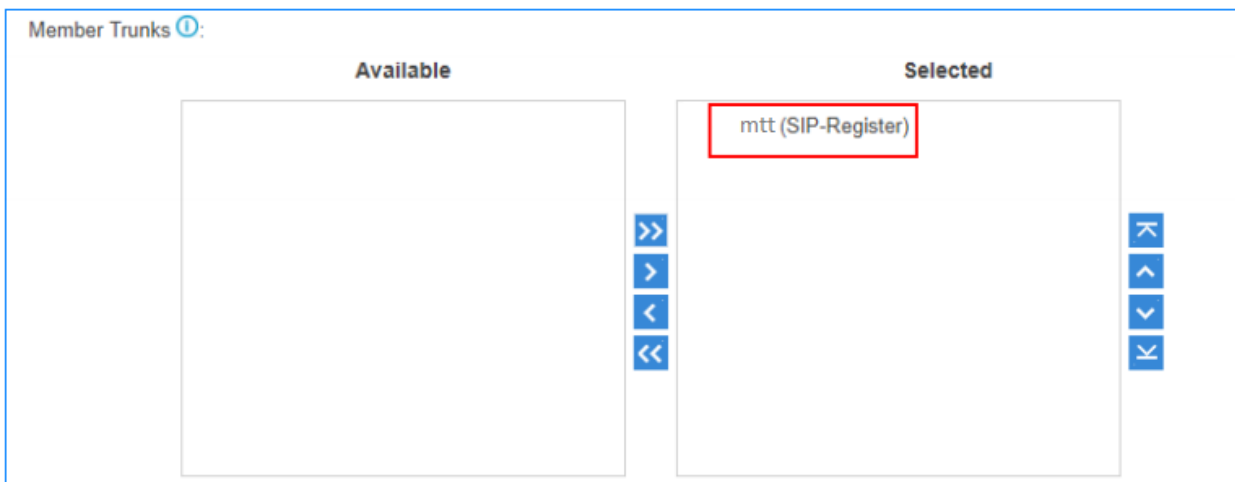 Member Trunks ⓘ:
Available
Selected
mtt (SIP-Register)